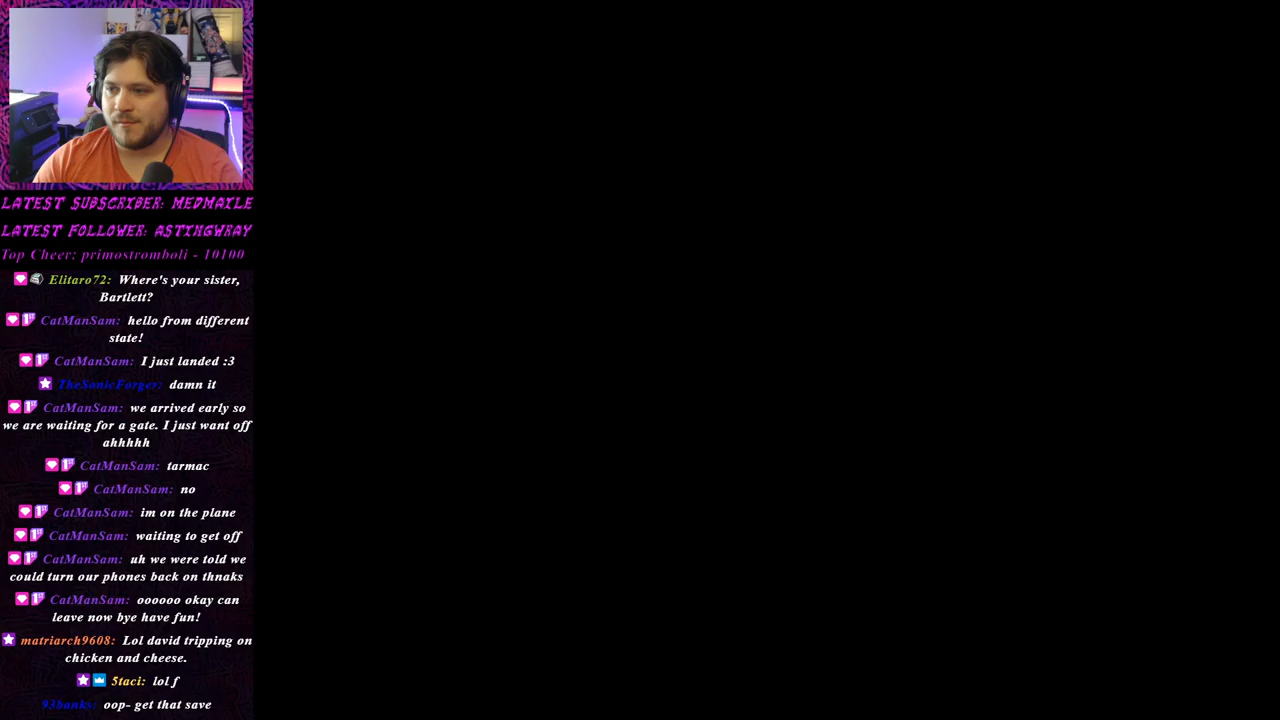 LATEST SUBSCRIBER: MEDMAILE
LATEST FOLLOWER: ASTINGWRAY
Top Cheer: primostromboli - 10100
Elitaro72: Where's your sister,
Bartlett?
CatManSam: hello from different
state!
CatManSam: I just landed :3
TheSonicForger: damn it
CatManSam: we arrived early so
we are waiting for a gate. I just want off
ahhhhh
CatManSam: tarmac
CatManSam: no
CatManSam: im on the plane
CatManSam: waiting to get off
CatManSam: uh we were told we
could turn our phones back on thnaks
CatManSam: oooooo okay can
leave now bye have fun!
matriarch9608: Lol david tripping on
chicken and cheese.
5taci: lol f
93banks: oop- get that save